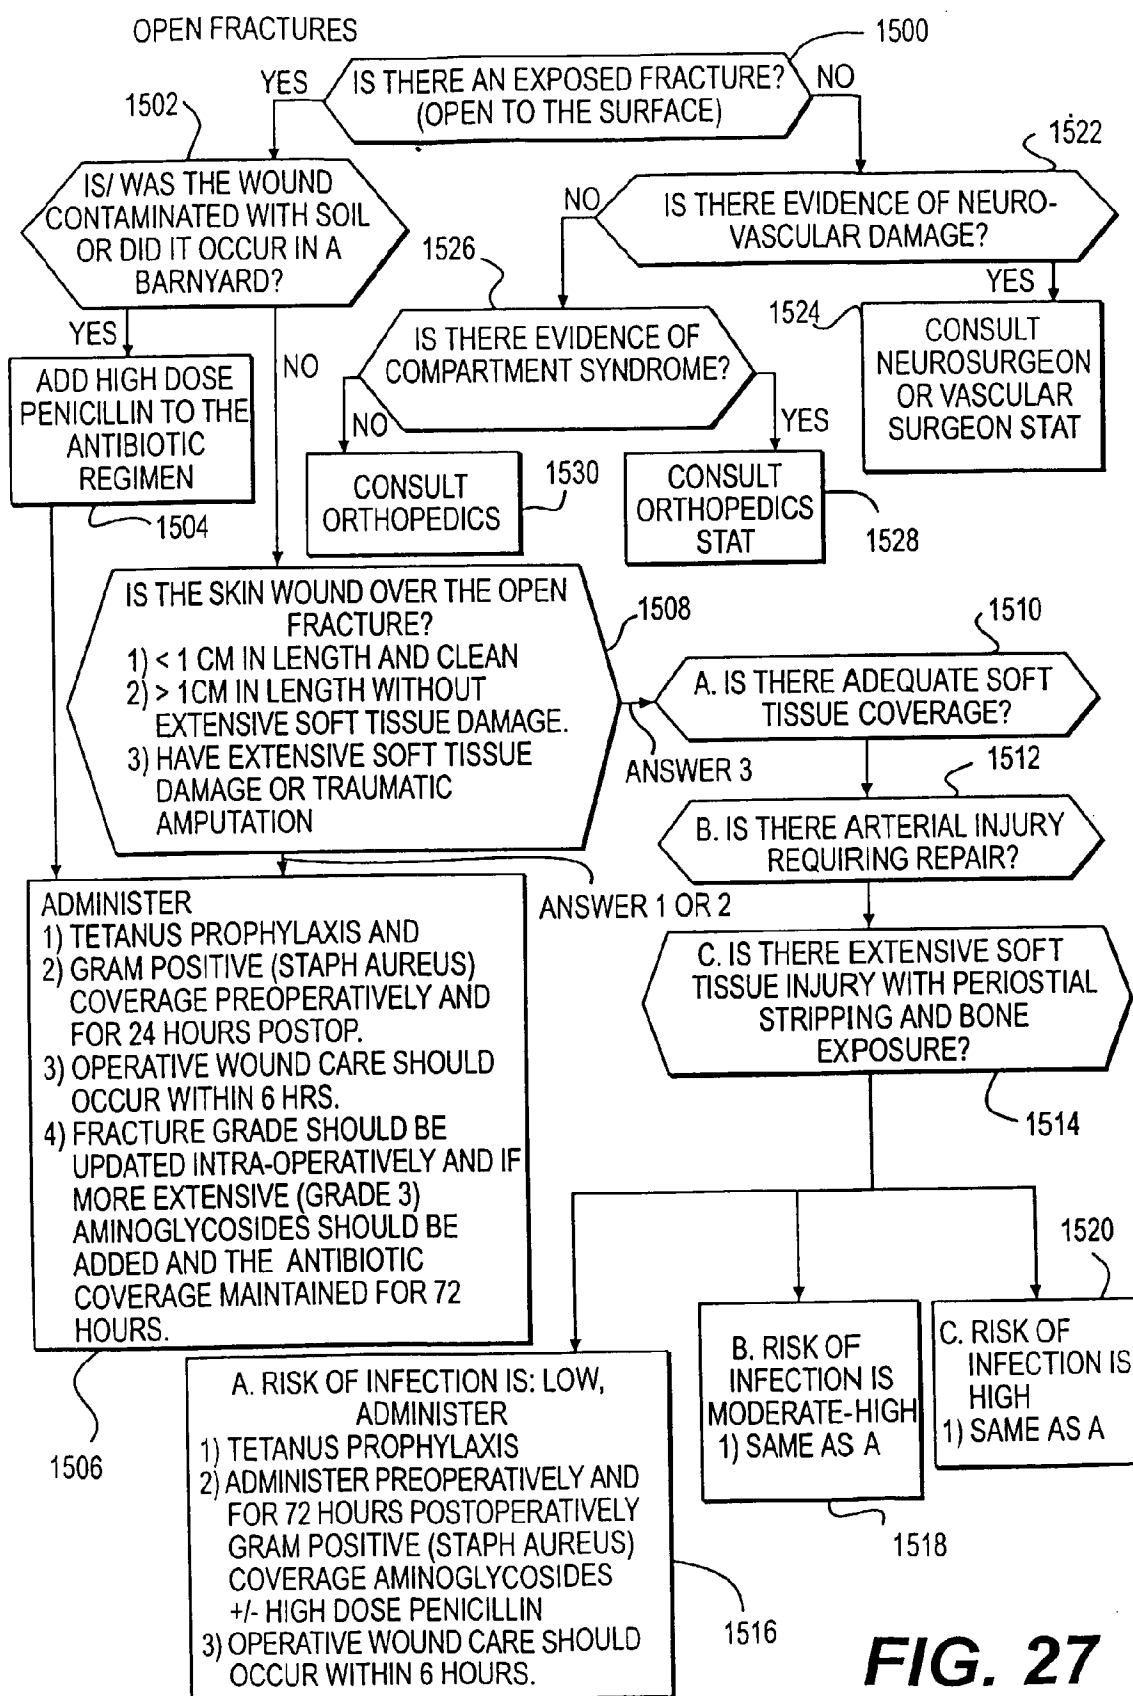 OPEN FRACTURES
1500
YES
IS THERE AN EXPOSED FRACTURE?
(OPEN TO THE SURFACE)
NO
1502
IS/ WAS THE WOUND
CONTAMINATED WITH SOIL
OR DID IT OCCUR IN A
BARNYARD?
1522
NO
IS THERE EVIDENCE OF NEURO-
VASCULAR DAMAGE?
YES
1526
IS THERE EVIDENCE OF
COMPARTMENT SYNDROME?
1524
CONSULT
NEUROSURGEON
OR VASCULAR
SURGEON STAT
YES
NO
ADD HIGH DOSE
PENICILLIN TO THE
ANTIBIOTIC
REGIMEN
1504
NO
YES
CONSULT
ORTHOPEDICS
1530
CONSULT
ORTHOPEDICS
STAT
1528
IS THE SKIN WOUND OVER THE OPEN
FRACTURE?
1) < 1 CM IN LENGTH AND CLEAN
2) > 1CM IN LENGTH WITHOUT
EXTENSIVE SOFT TISSUE DAMAGE.
3) HAVE EXTENSIVE SOFT TISSUE
DAMAGE OR TRAUMATIC
AMPUTATION
1508
1510
A. IS THERE ADEQUATE SOFT
TISSUE COVERAGE?
ANSWER 3
1512
B. IS THERE ARTERIAL INJURY
REQUIRING REPAIR?
ANSWER 1 OR 2
C. IS THERE EXTENSIVE SOFT
TISSUE INJURY WITH PERIOSTIAL
STRIPPING AND BONE
EXPOSURE?
1514
ADMINISTER
1) TETANUS PROPHYLAXIS AND
2) GRAM POSITIVE (STAPH AUREUS)
COVERAGE PREOPERATIVELY AND
FOR 24 HOURS POSTOP.
3) OPERATIVE WOUND CARE SHOULD
OCCUR WITHIN 6 HRS.
4) FRACTURE GRADE SHOULD BE
UPDATED INTRA-OPERATIVELY AND IF
MORE EXTENSIVE (GRADE 3)
AMINOGLYCOSIDES SHOULD BE
ADDED AND THE ANTIBIOTIC
COVERAGE MAINTAINED FOR 72
HOURS.
1506
A. RISK OF INFECTION IS: LOW,
ADMINISTER
1) TETANUS PROPHYLAXIS
2) ADMINISTER PREOPERATIVELY AND
FOR 72 HOURS POSTOPERATIVELY
GRAM POSITIVE (STAPH AUREUS)
COVERAGE AMINOGLYCOSIDES
+/- HIGH DOSE PENICILLIN
3) OPERATIVE WOUND CARE SHOULD
OCCUR WITHIN 6 HOURS.
1516
B. RISK OF
INFECTION IS
MODERATE-HIGH
1) SAME AS A
1518
1520
C. RISK OF
INFECTION IS
HIGH
1) SAME AS A
FIG. 27